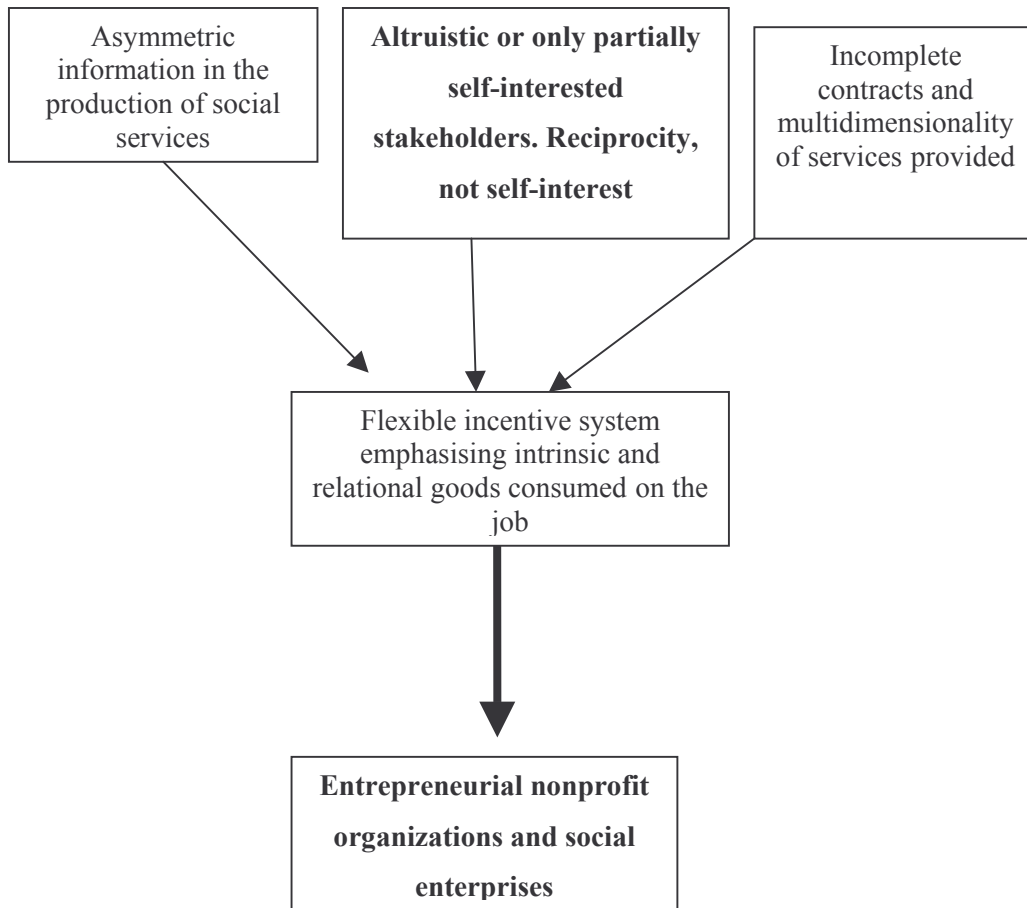 Asymmetric
information in the
production of social
services
Altruistic or only partially
self-interested
stakeholders. Reciprocity,
not self-interest
Incomplete
contracts and
multidimensionality
of services provided
Flexible incentive system
emphasising intrinsic and
relational goods consumed on the
job
Entrepreneurial nonprofit
organizations and social
enterprises